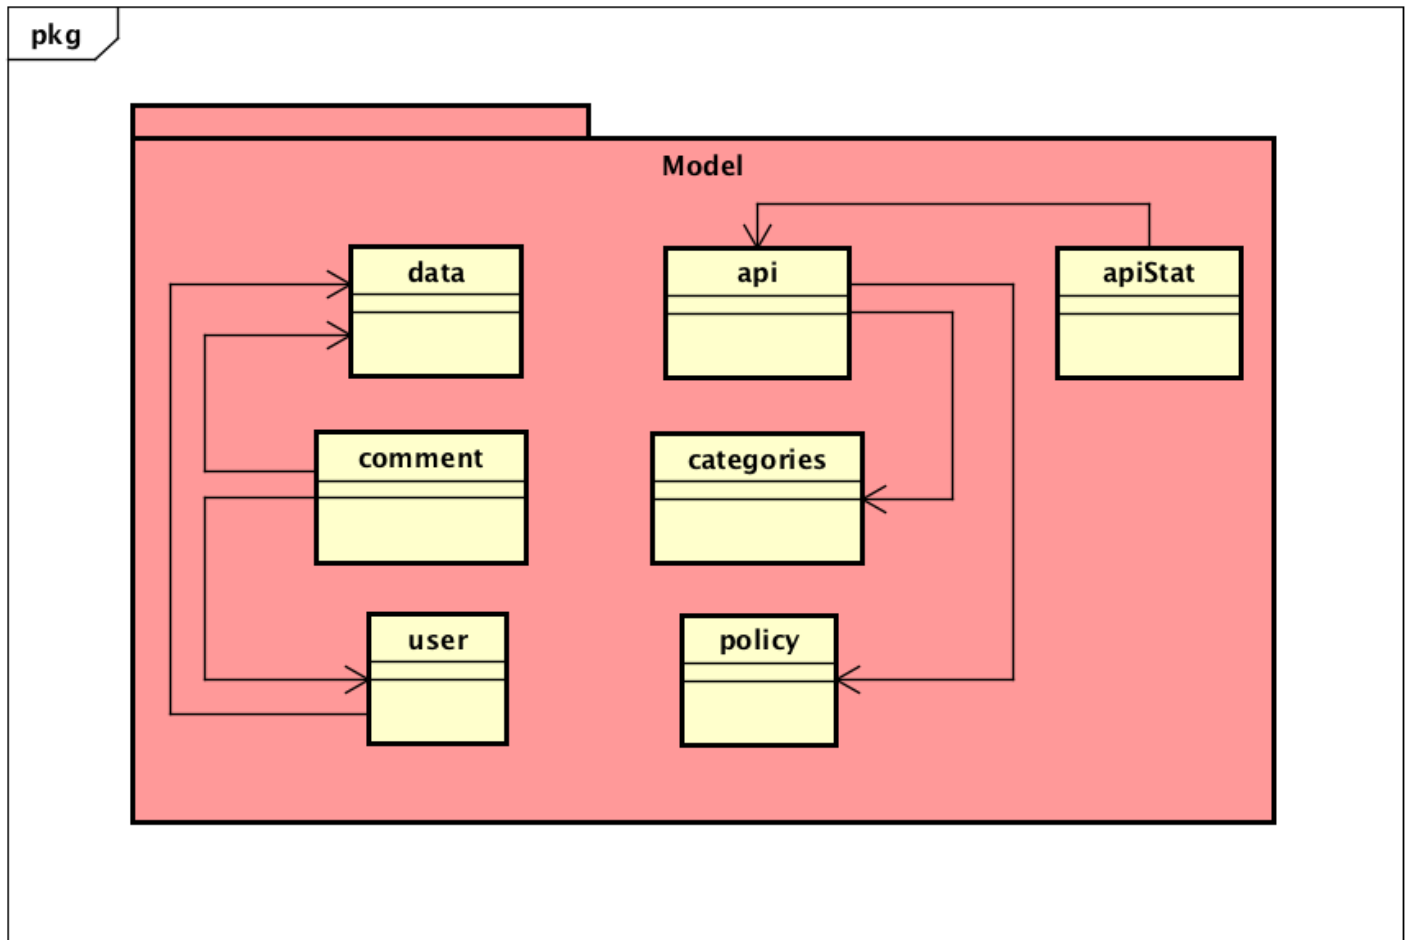 pkg
Model
data
api
apiStat
comment
categories
user
policy